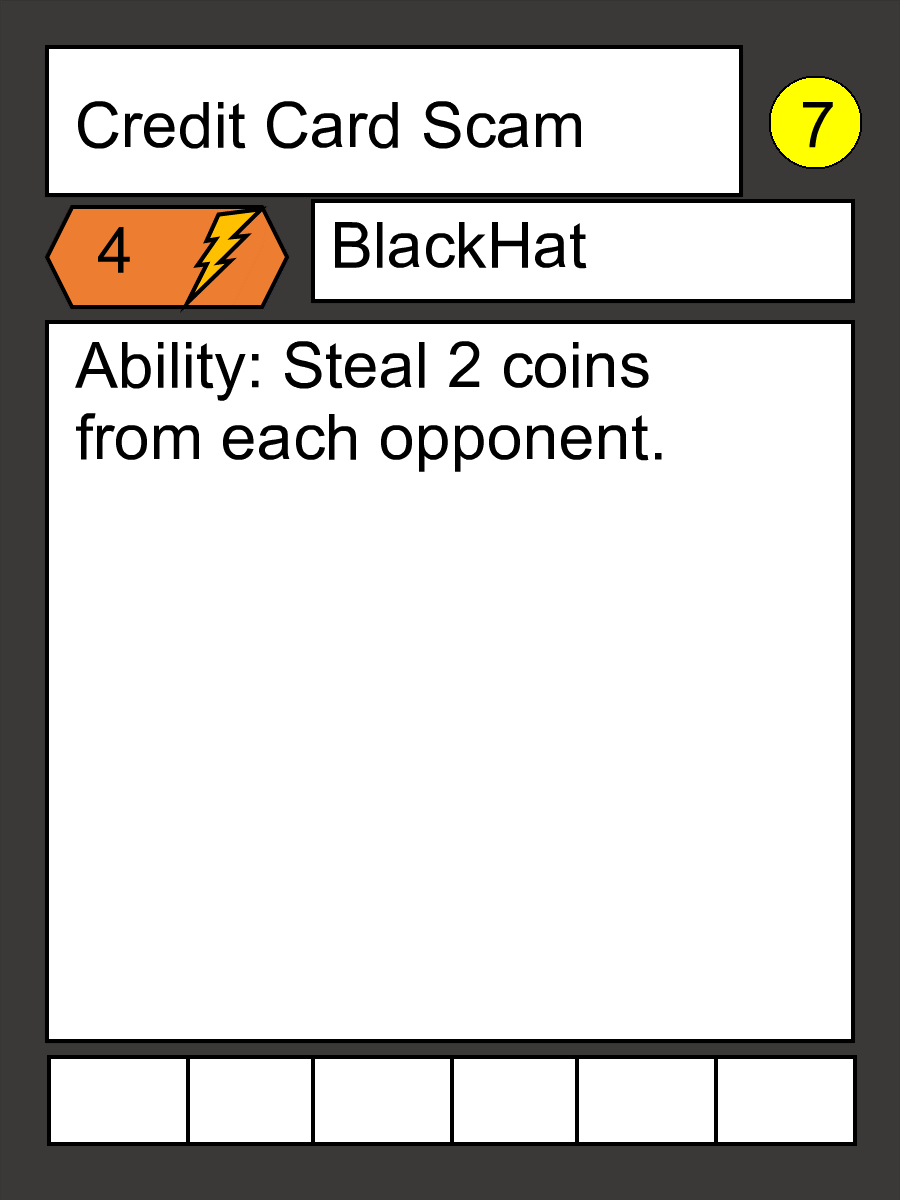 Credit Card Scam
7
4
BlackHat
Ability: Steal 2 coins
from each opponent.